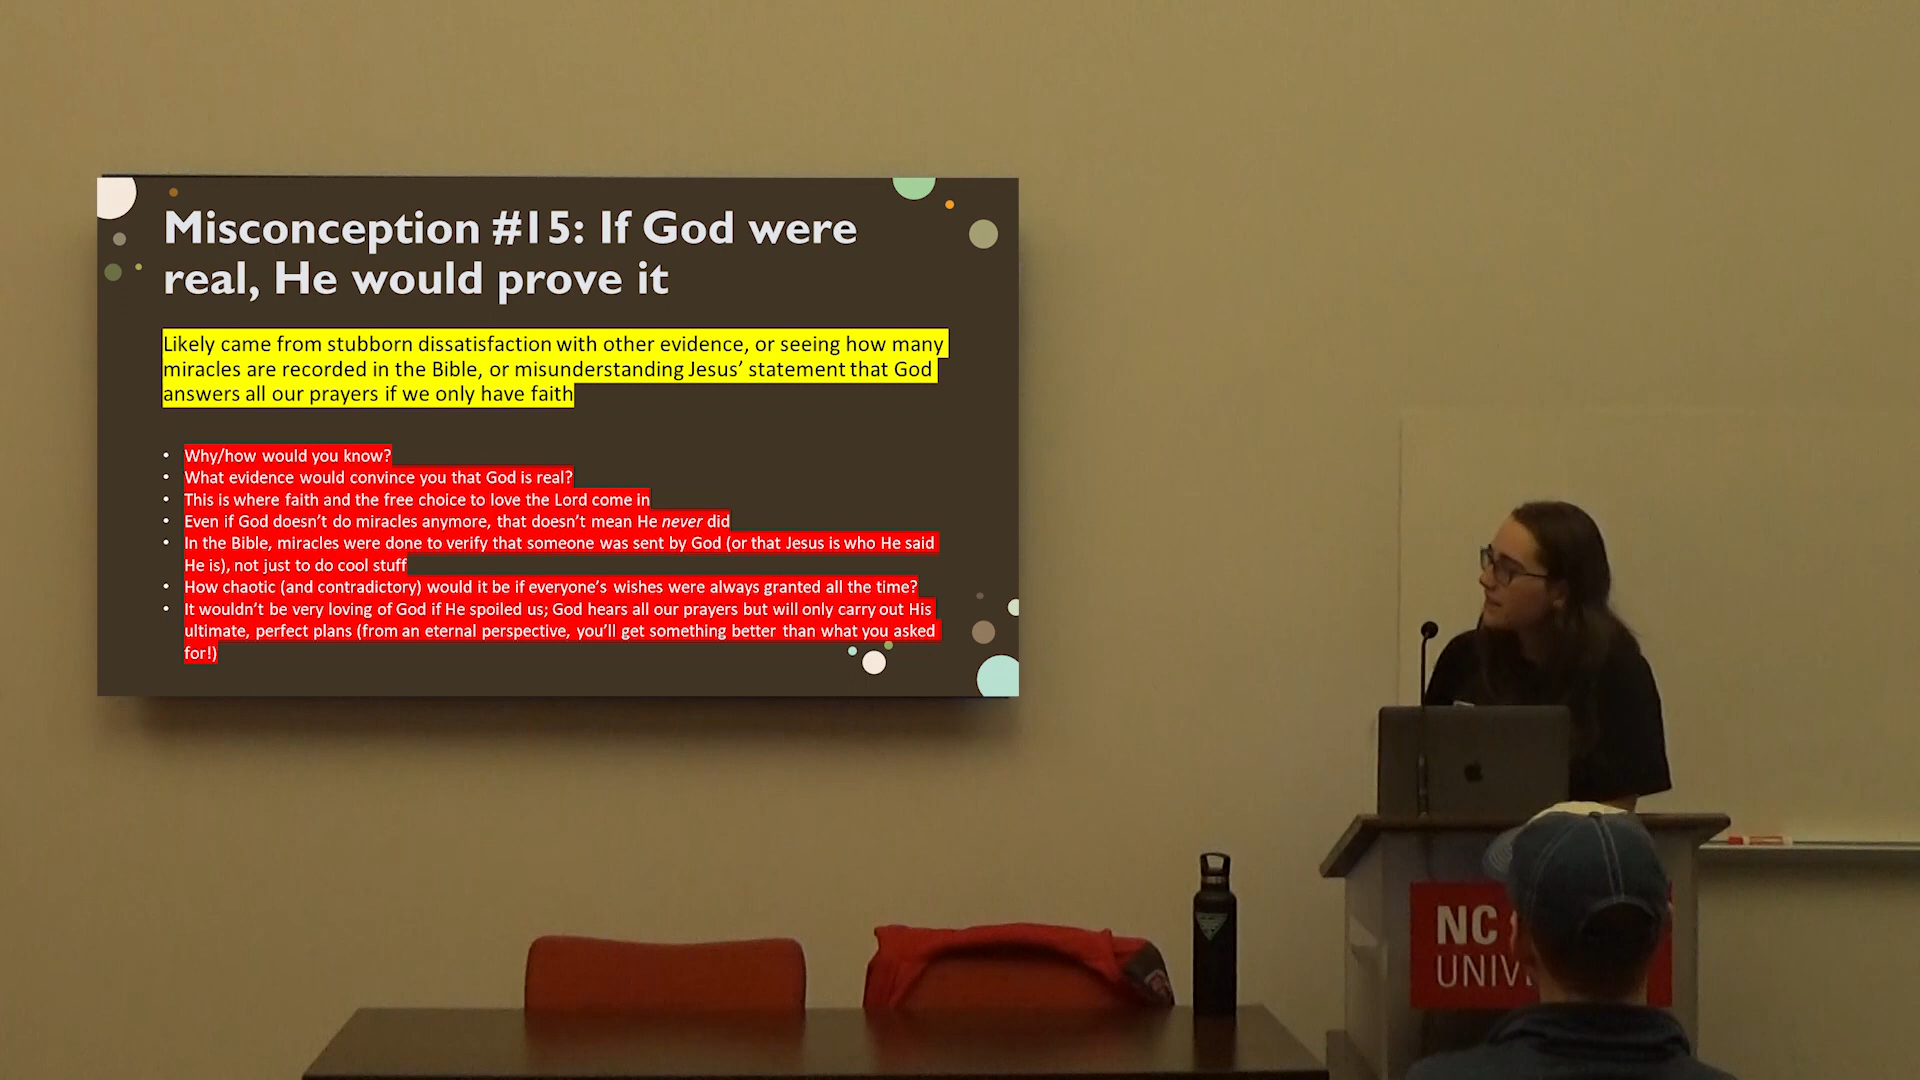 Misconception #15: If God were
real, He would prove it
Likely came from stubborn dissatisfaction with other evidence, or seeing how many
miracles are recorded in the Bible, or misunderstanding Jesus’ statement that God
answers all our prayers if we only have faith
• Why/how would you know?
• What evidence would convince you that God is real?
• This is where faith and the free choice to love the Lord come in
• Even if God doesn’t do miracles anymore, that doesn’t mean He never did
• In the Bible, miracles were done to verify that someone was sent by God (or that Jesus is who He said
He is), not just to do cool stuff
• How chaotic (and contradictory) would it be if everyone’s wishes were always granted all the time?
• It wouldn’t be very loving of God if He spoiled us; God hears all our prayers but will only carry out His
ultimate, perfect plans (from an eternal perspective, you’ll get something better than what you asked
for!)
NC